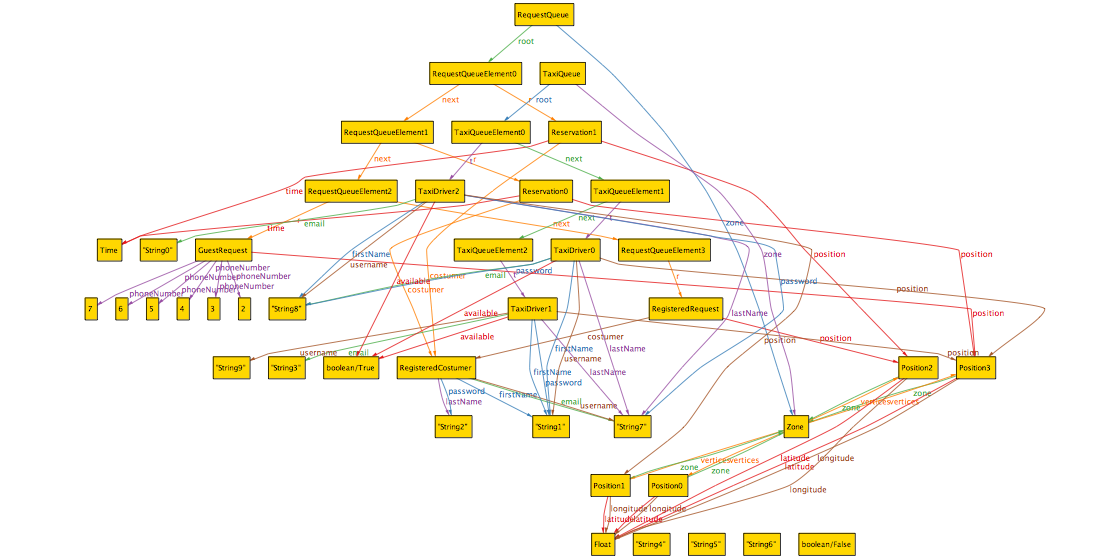 RequestQueue
root
RequestQueueElement0
TaxiQueue
next
r
root
RequestQueueElement1
TaxiQueueElement0
Reservation1
next
r
t
next
RequestQueueElement2
TaxiDriver2
Reservation0
TaxiQueueElement1
time
r
email
time
next
t
next
zone
Time
"String0"
GuestRequest
TaxiQueueElement2
TaxiDriver0
RequestQueueElement3
firstName
username
zone
position
position
phoneNumber
phoneNumber
phoneNumber
phoneNumber
phoneNumber
phoneNumber
available
costumer
costumer
email
t
password
r
password
position
7
6
5
4
3
2
"String8"
TaxiDriver1
RegisteredRequest
available
lastName
position
available
costumer
position
position
username
email
firstName
username
lastName
position
"String9"
"String3"
boolean/True
RegisteredCostumer
firstName
password
lastName
Position2
Position3
password
lastName
firstName
email
username
zone
vertices
vertices
zone
"String2"
"String1"
"String7"
Zone
zone
vertices
vertices
zone
latitude
longitude
latitude
Position1
Position0
longitude
longitude
longitude
latitude
latitude
Float
"String4"
"String5"
"String6"
boolean/False